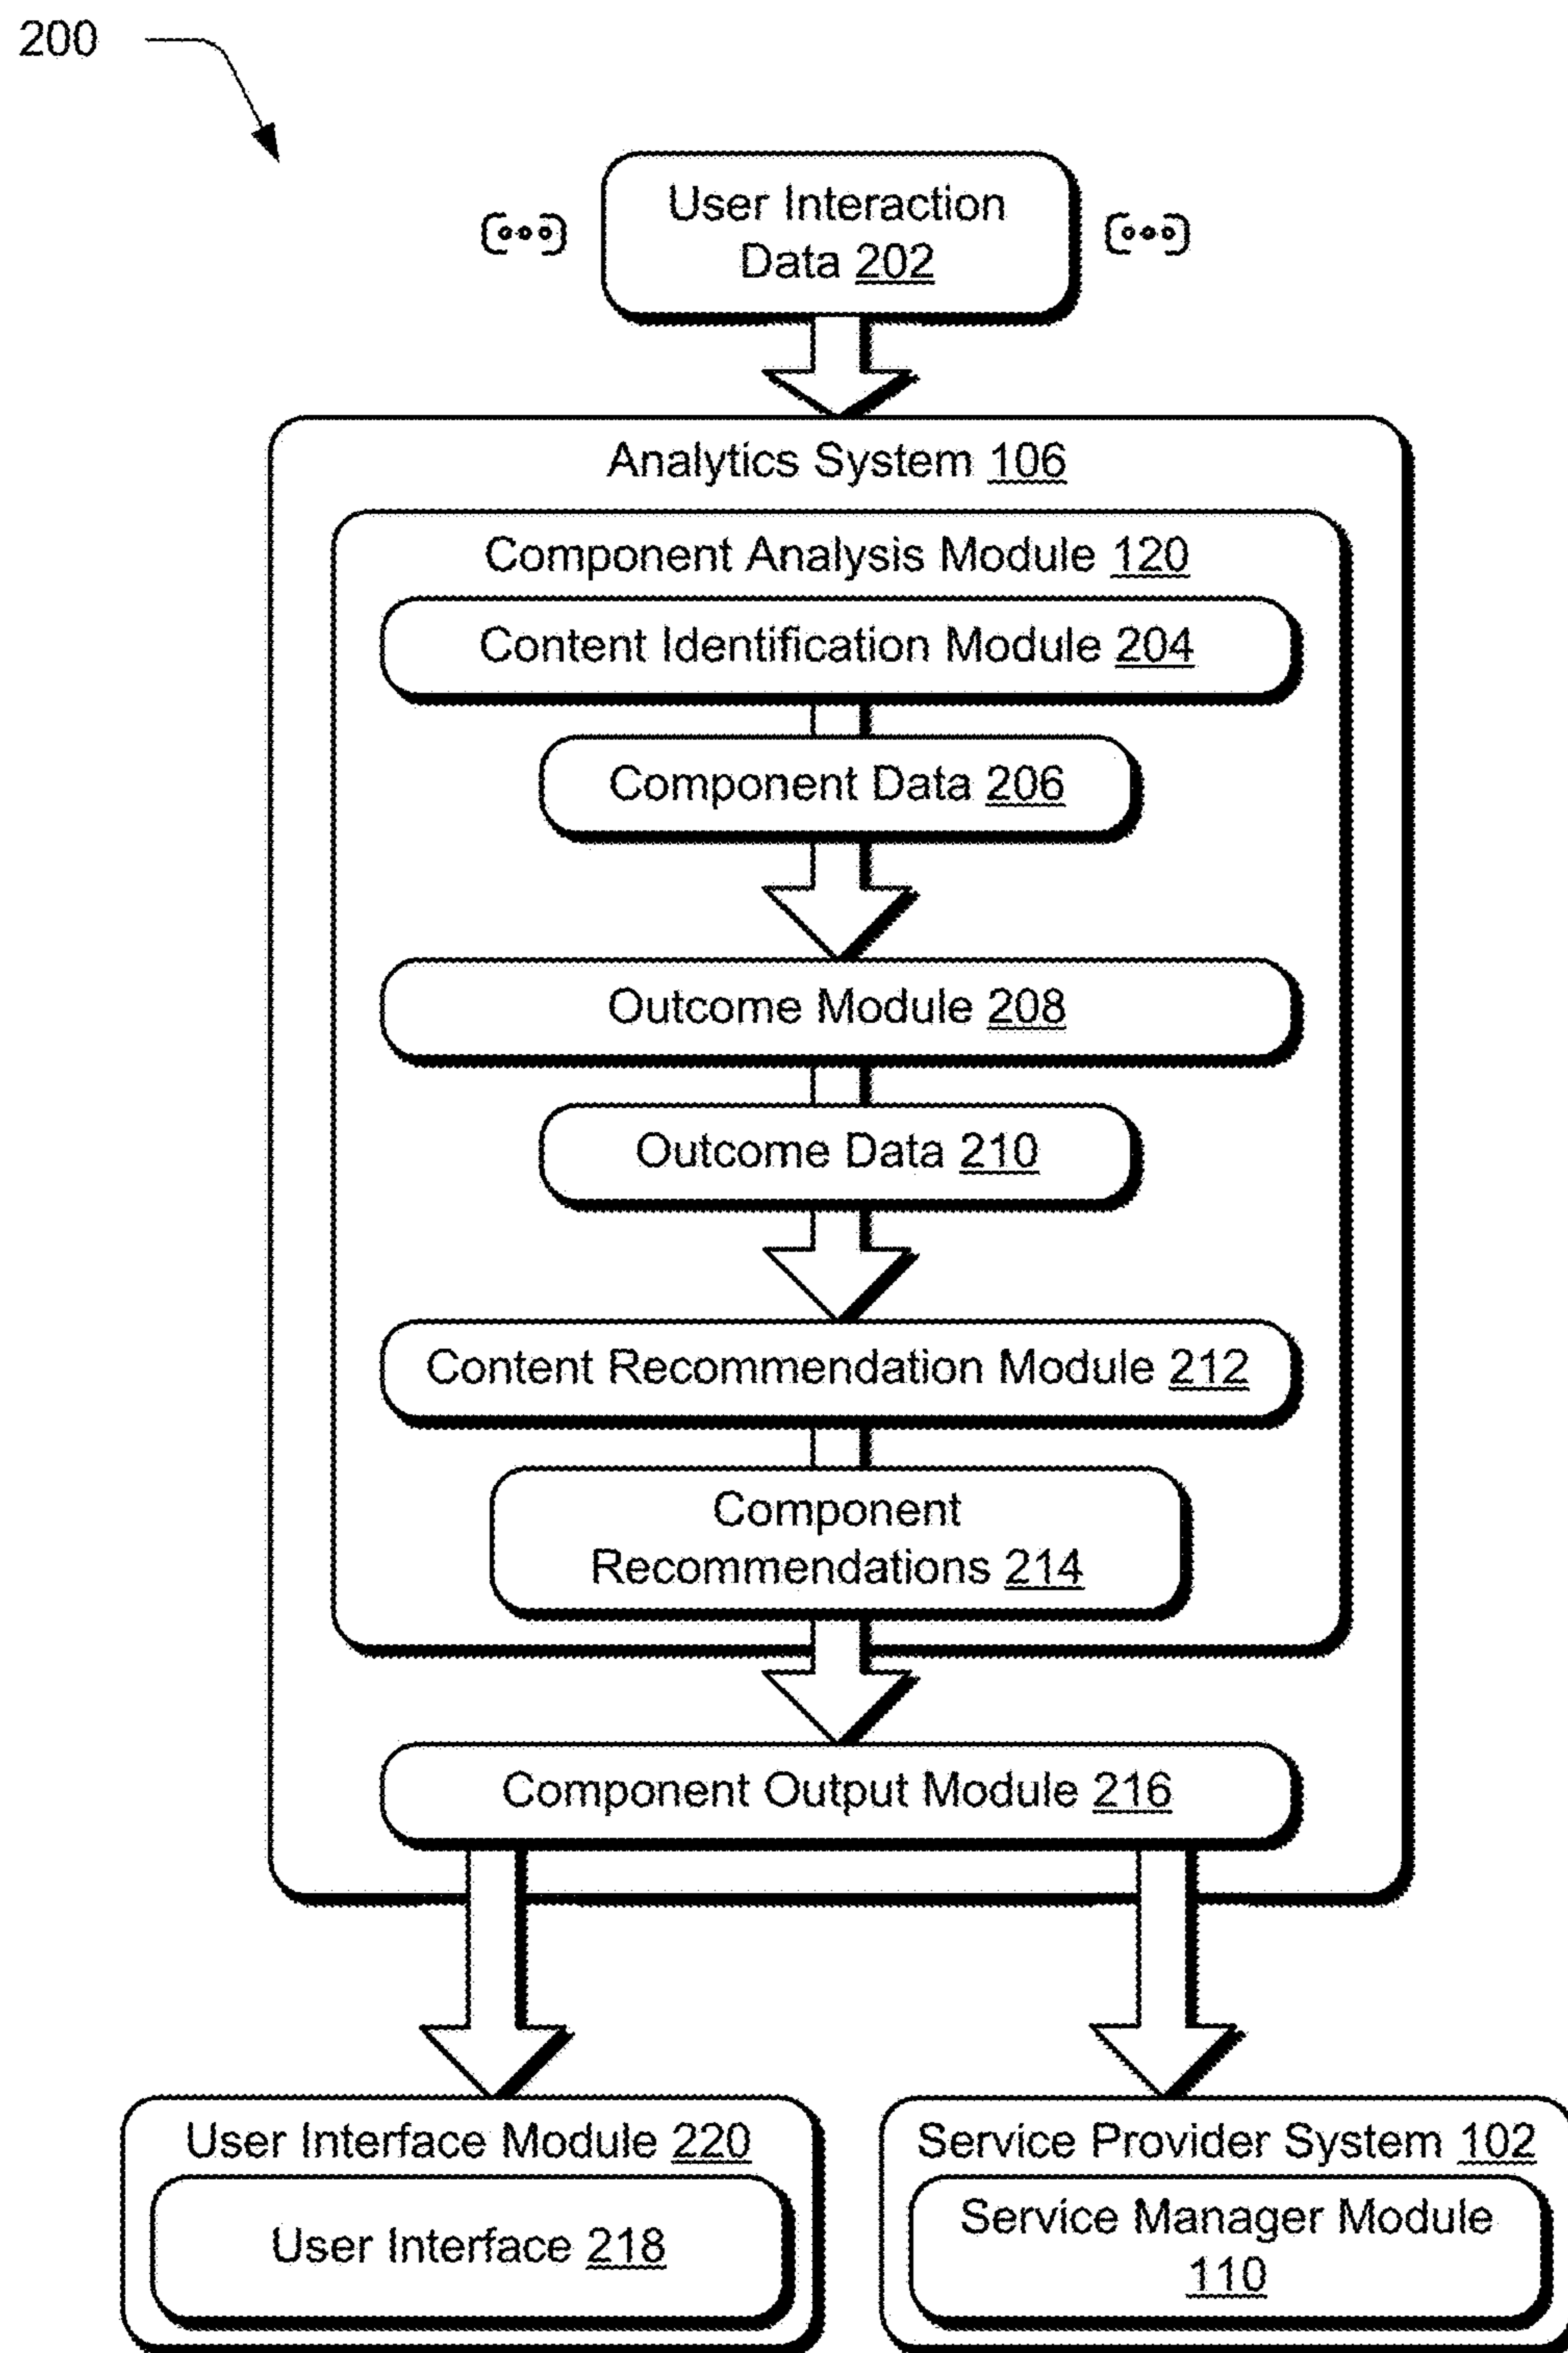 200
User Interaction
Data 202
Analytics System 106
Component Analysis Module 120
Content Identification Module 204
Component Data 206
Outcome Module 208
Outcome Data 210
Content Recommendation Module 212
Component
Recommendations 214
Component Output Module 216
User Interface Module 220
User Interface 218
Service Provider System 102
Service Manager Module
110